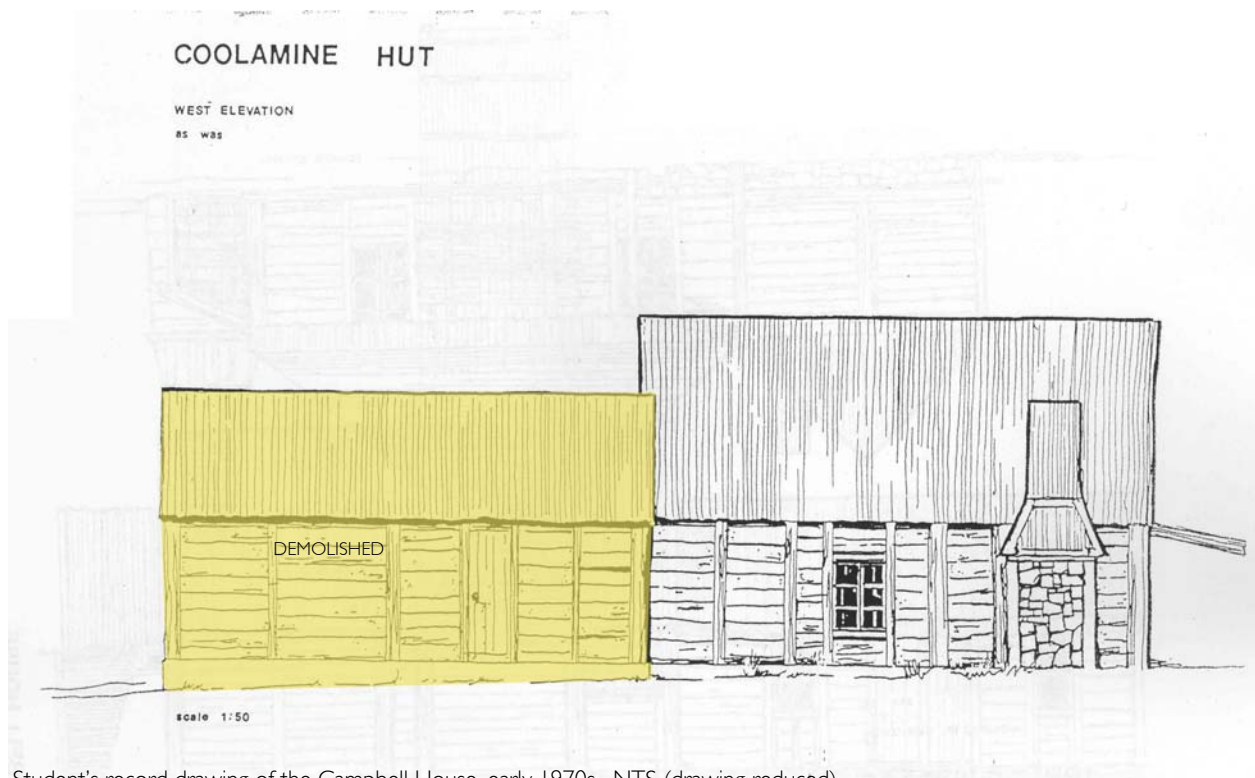 COOLAMINE HUT
WEST ELEVATION
as was
DEMOLISHED
scale 1:50
Student's record drawing of the Campbell House, early 1970s. NTS (drawing reduced)